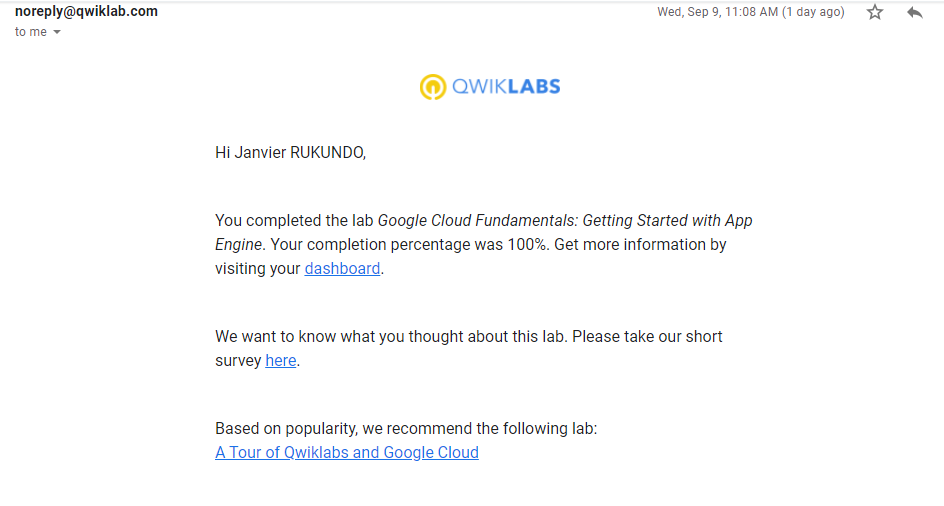 noreply@qwiklab.com
Wed, Sep 9, 11:08 AM (1 day ago)
to me
QWIKLABS
Hi Janvier RUKUNDO,
You completed the lab Google Cloud Fundamentals: Getting Started with App
Engine. Your completion percentage was 100%. Get more information by
visiting your dashboard.
We want to know what you thought about this lab. Please take our short
survey here.
Based on popularity, we recommend the following lab:
A Tour of Qwiklabs and Google Cloud